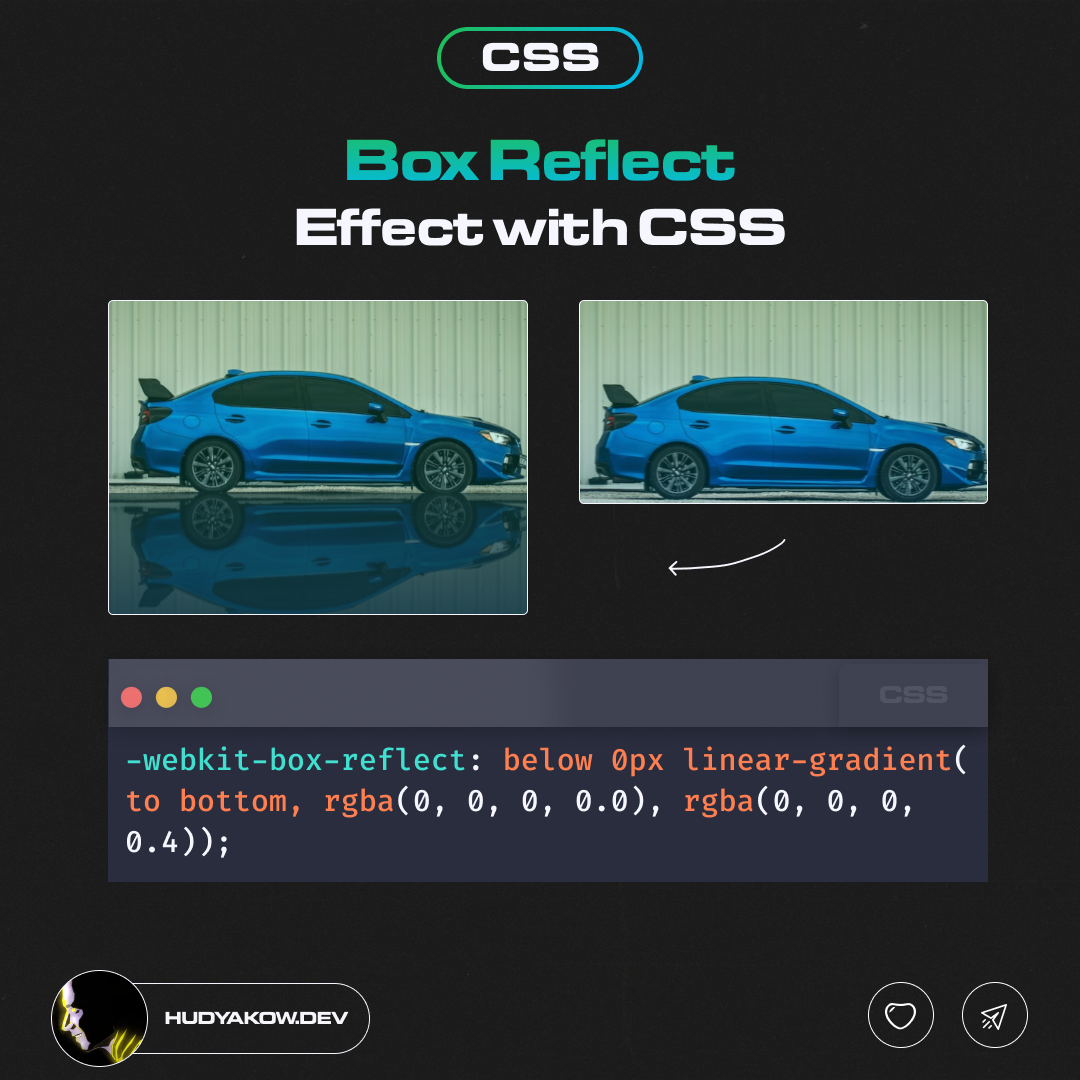 CSS
Box Reflect
Effect with CSS
CSS
-webkit-box-reflect: below 0px linear-gradient(
to bottom, rgba(0, 0, 0, 0.0), rgba(0, 0, 0,
0.4));
HUDYAKOW.DEV